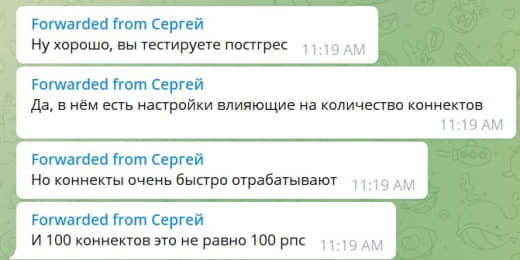 Forwarded from Сергей
Ну хорошо, вы тестируете постгрес 11:19 AM
Forwarded from Сергей
Да, в нём есть настройки влияющие на количество коннектов
11:19 AM
Forwarded from Сергей
Но коннекты очень быстро отрабатывают 11:19 AM
Forwarded from Сергей
И 100 коннектов это не равно 100 рпс 11:19 AM